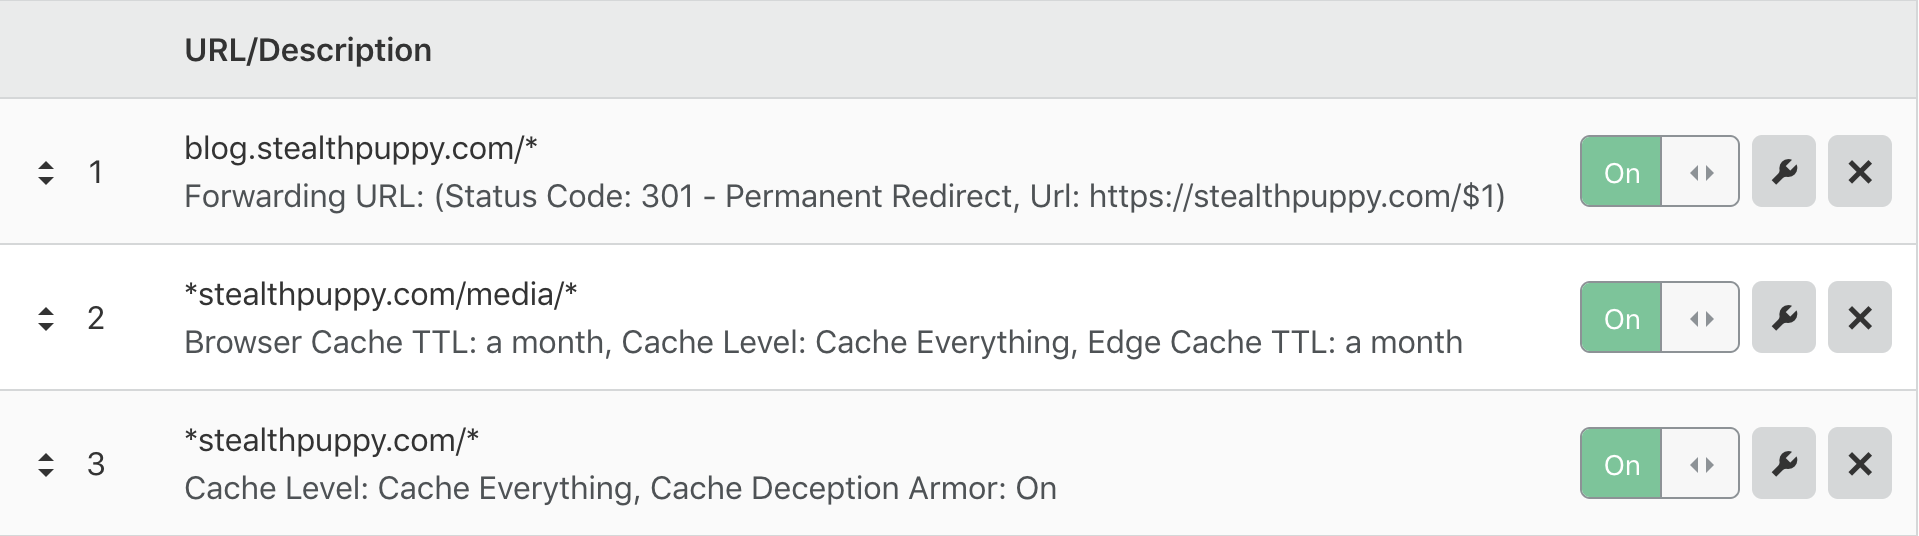 URL/Description
1
blog.stealthpuppy.com/*
Forwarding URL: (Status Code: 301 - Permanent Redirect, Url: https://stealthpuppy.com/$1)
On
2
*stealthpuppy.com/media/*
Browser Cache TTL: a month, Cache Level: Cache Everything, Edge Cache TTL: a month
On
3
*stealthpuppy.com/*
Cache Level: Cache Everything, Cache Deception Armor: On
On